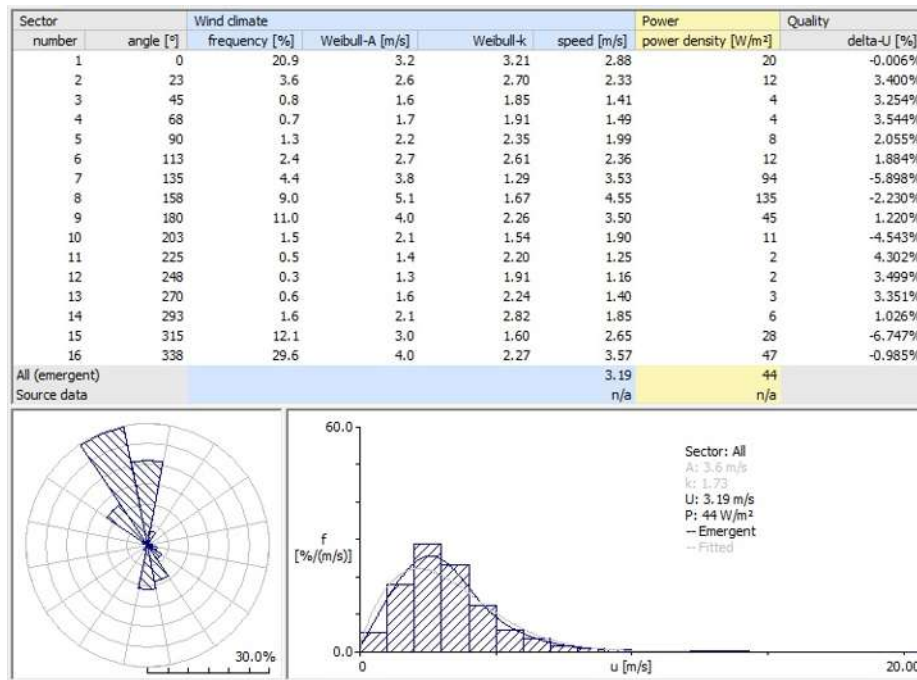 Sector Wind climate Power Quality
number angle [°] frequency [%] Weibull-A [m/s] Weibull-k speed [m/s] power density [W/m²] delta-U [%]
1 0 20.9 3.2 3.21 2.88 20 -0.006%
2 23 3.6 2.6 2.70 2.33 12 3.400%
3 45 0.8 1.6 1.85 1.41 4 3.254%
4 68 0.7 1.7 1.91 1.49 4 3.544%
5 90 1.3 2.2 2.35 1.99 8 2.055%
6 113 2.4 2.7 2.61 2.36 12 1.884%
7 135 4.4 3.8 1.29 3.53 94 -5.898%
8 158 9.0 5.1 1.67 4.55 135 -2.230%
9 180 11.0 4.0 2.26 3.50 45 1.220%
10 203 1.5 2.1 1.54 1.90 11 -4.543%
11 225 0.5 1.4 2.20 1.25 2 4.302%
12 248 0.3 1.3 1.91 1.16 2 3.499%
13 270 0.6 1.6 2.24 1.40 3 3.351%
14 293 1.6 2.1 2.82 1.85 6 1.026%
15 315 12.1 3.0 1.60 2.65 28 -6.747%
16 338 29.6 4.0 2.27 3.57 47 -0.985%
All (emergent) 3.19 44
Source data n/a n/a
30.0%
60.0
f
[%/(m/s)]
0.0
0 u [m/s] 20.00
Sector: All
A: 3.6 m/s
k: 1.73
U: 3.19 m/s
P: 44 W/m²
-- Emergent
-- Fitted